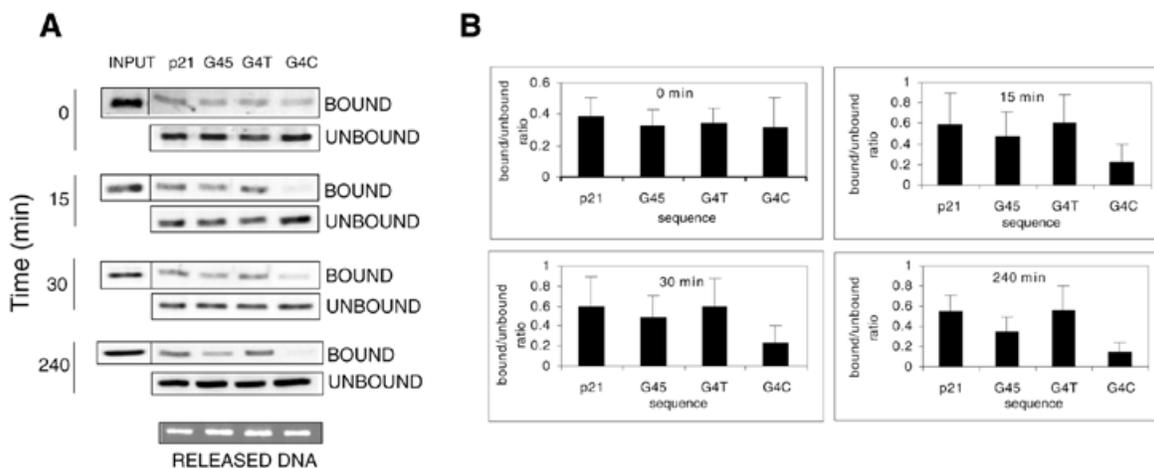 A
INPUT p21 G45 G4T G4C
Time (min)
0
BOUND
UNBOUND
15
BOUND
UNBOUND
30
BOUND
UNBOUND
240
BOUND
UNBOUND
RELEASED DNA
B
0 min
bound/unbound
ratio
0.6
0.4
0.2
0
p21 G45 G4T G4C
sequence
15 min
bound/unbound
ratio
1
0.8
0.6
0.4
0.2
0
p21 G45 G4T G4C
sequence
30 min
bound/unbound
ratio
1
0.8
0.6
0.4
0.2
0
p21 G45 G4T G4C
sequence
240 min
bound/unbound
ratio
1
0.8
0.6
0.4
0.2
0
p21 G45 G4T G4C
sequence